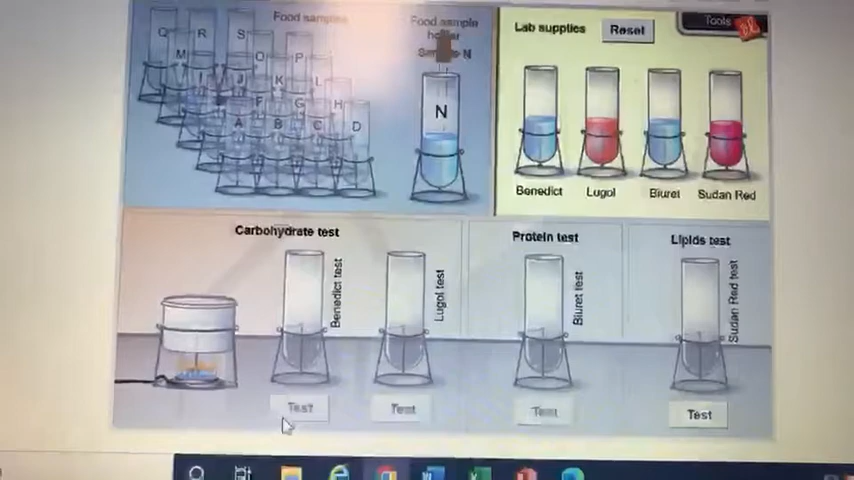 Food samples
Food sample
holder
Sample N
Lab supplies
Reset
Tools
Q
R
S
M
O
P
I
J
K
L
F
G
H
A
B
C
D
N
Benedict
Lugol
Biuret
Sudan Red
Carbohydrate test
Protein test
Lipids test
Benedict test
Lugol test
Biuret test
Sudan Red test
Test
Test
Test
Test